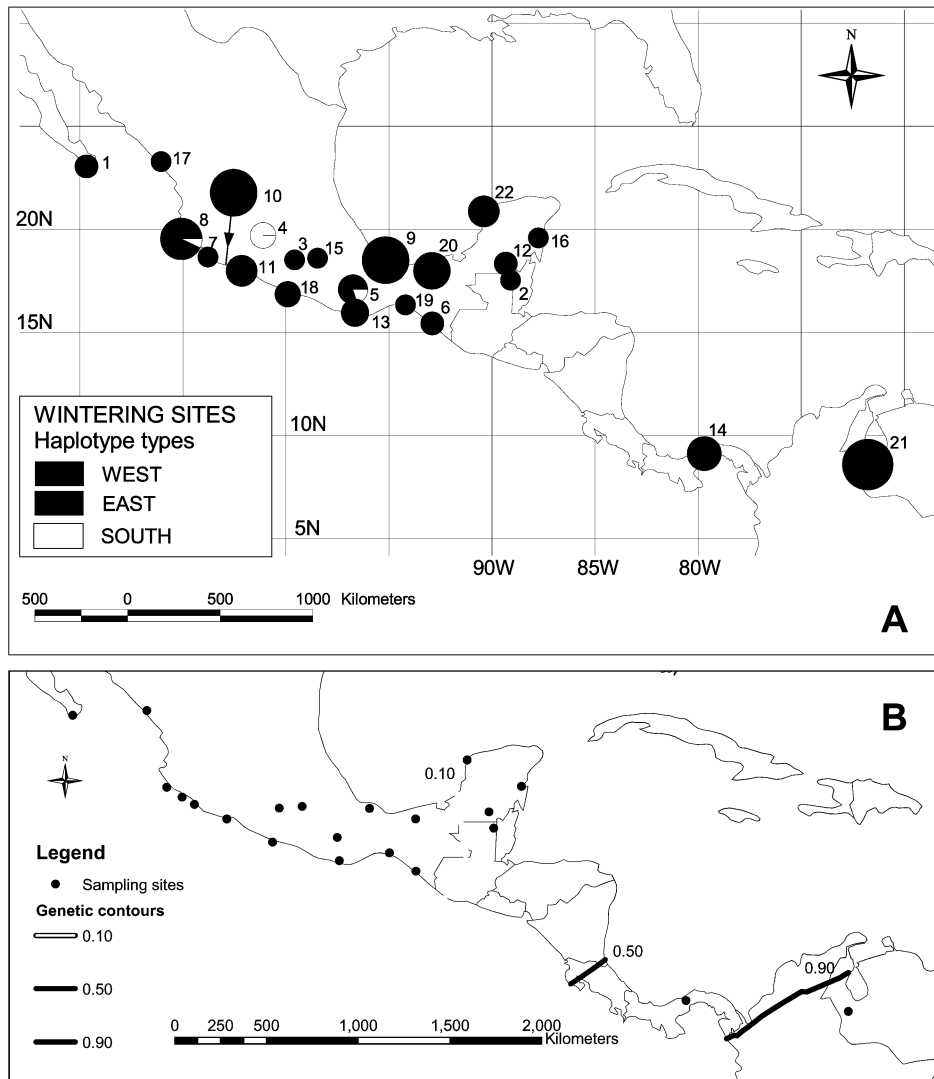 N
1
17
10
8
4
7
3
15
11
18
9
20
5
13
19
6
22
16
12
2
14
21
20N
15N
10N
5N
90W
85W
80W
WINTERING SITES
Haplotype types
WEST
EAST
SOUTH
500 0 500 1000 Kilometers
A
B
N
0.10
0.50
0.90
Legend
Sampling sites
Genetic contours
0.10
0.50
0.90
0 250 500 1,000 1,500 2,000
Kilometers